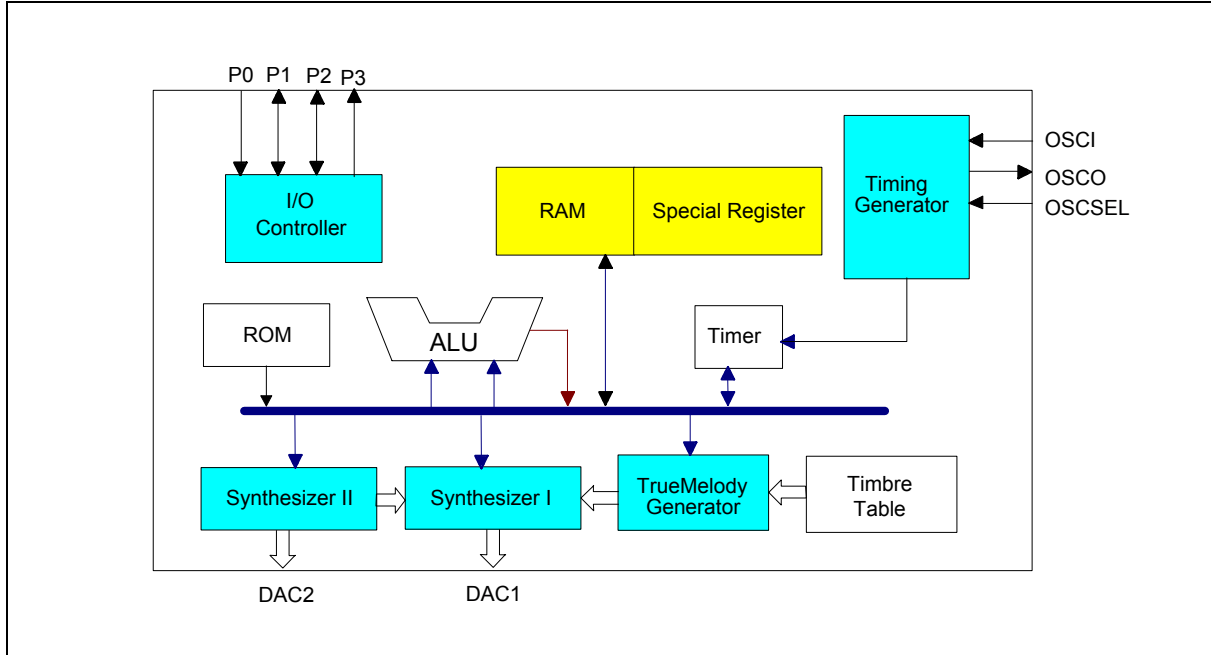 P0 P1 P2 P3
OSCI
OSCO
OSCSEL
I/O
Controller
RAM
Special Register
Timing
Generator
ROM
ALU
Timer
Synthesizer II
Synthesizer I
TrueMelody
Generator
Timbre
Table
DAC2
DAC1